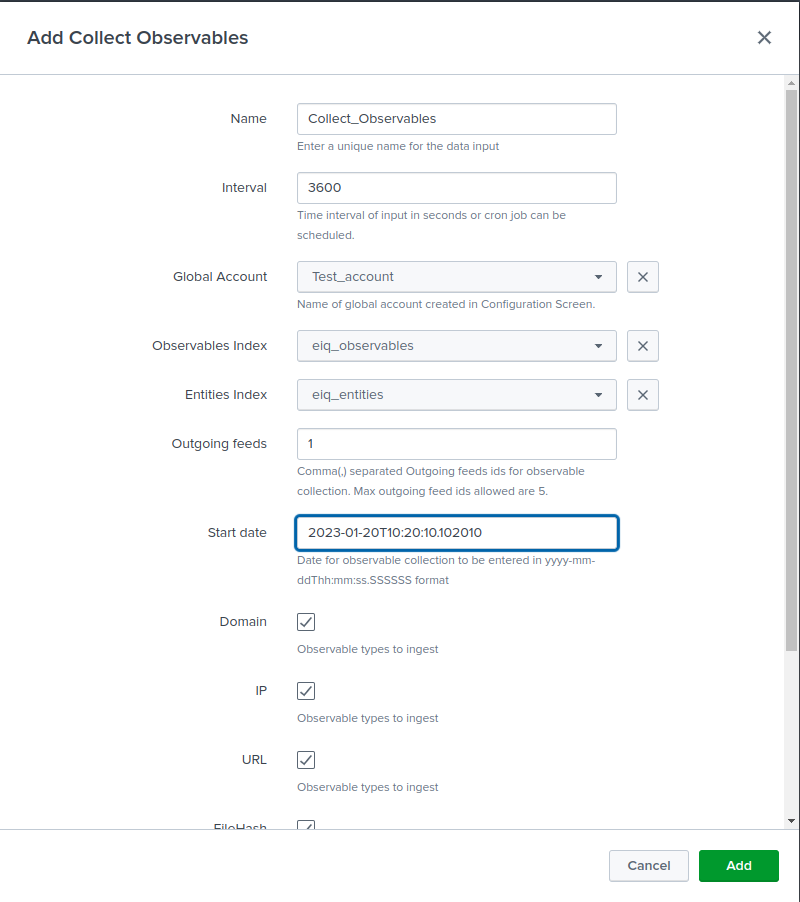 Add Collect Observables
Name
Collect_Observables
Enter a unique name for the data input
Interval
3600
Time interval of input in seconds or cron job can be
scheduled.
Global Account
Test_account
Name of global account created in Configuration Screen.
Observables Index
eiq_observables
Entities Index
eiq_entities
Outgoing feeds
1
Comma(,) separated Outgoing feeds ids for observable
collection. Max outgoing feed ids allowed are 5.
Start date
2023-01-20T10:20:10.102010
Date for observable collection to be entered in yyyy-mm-
ddThh:mm:ss.SSSSSS format
Domain
Observable types to ingest
IP
Observable types to ingest
URL
Observable types to ingest
FileHash
Cancel
Add